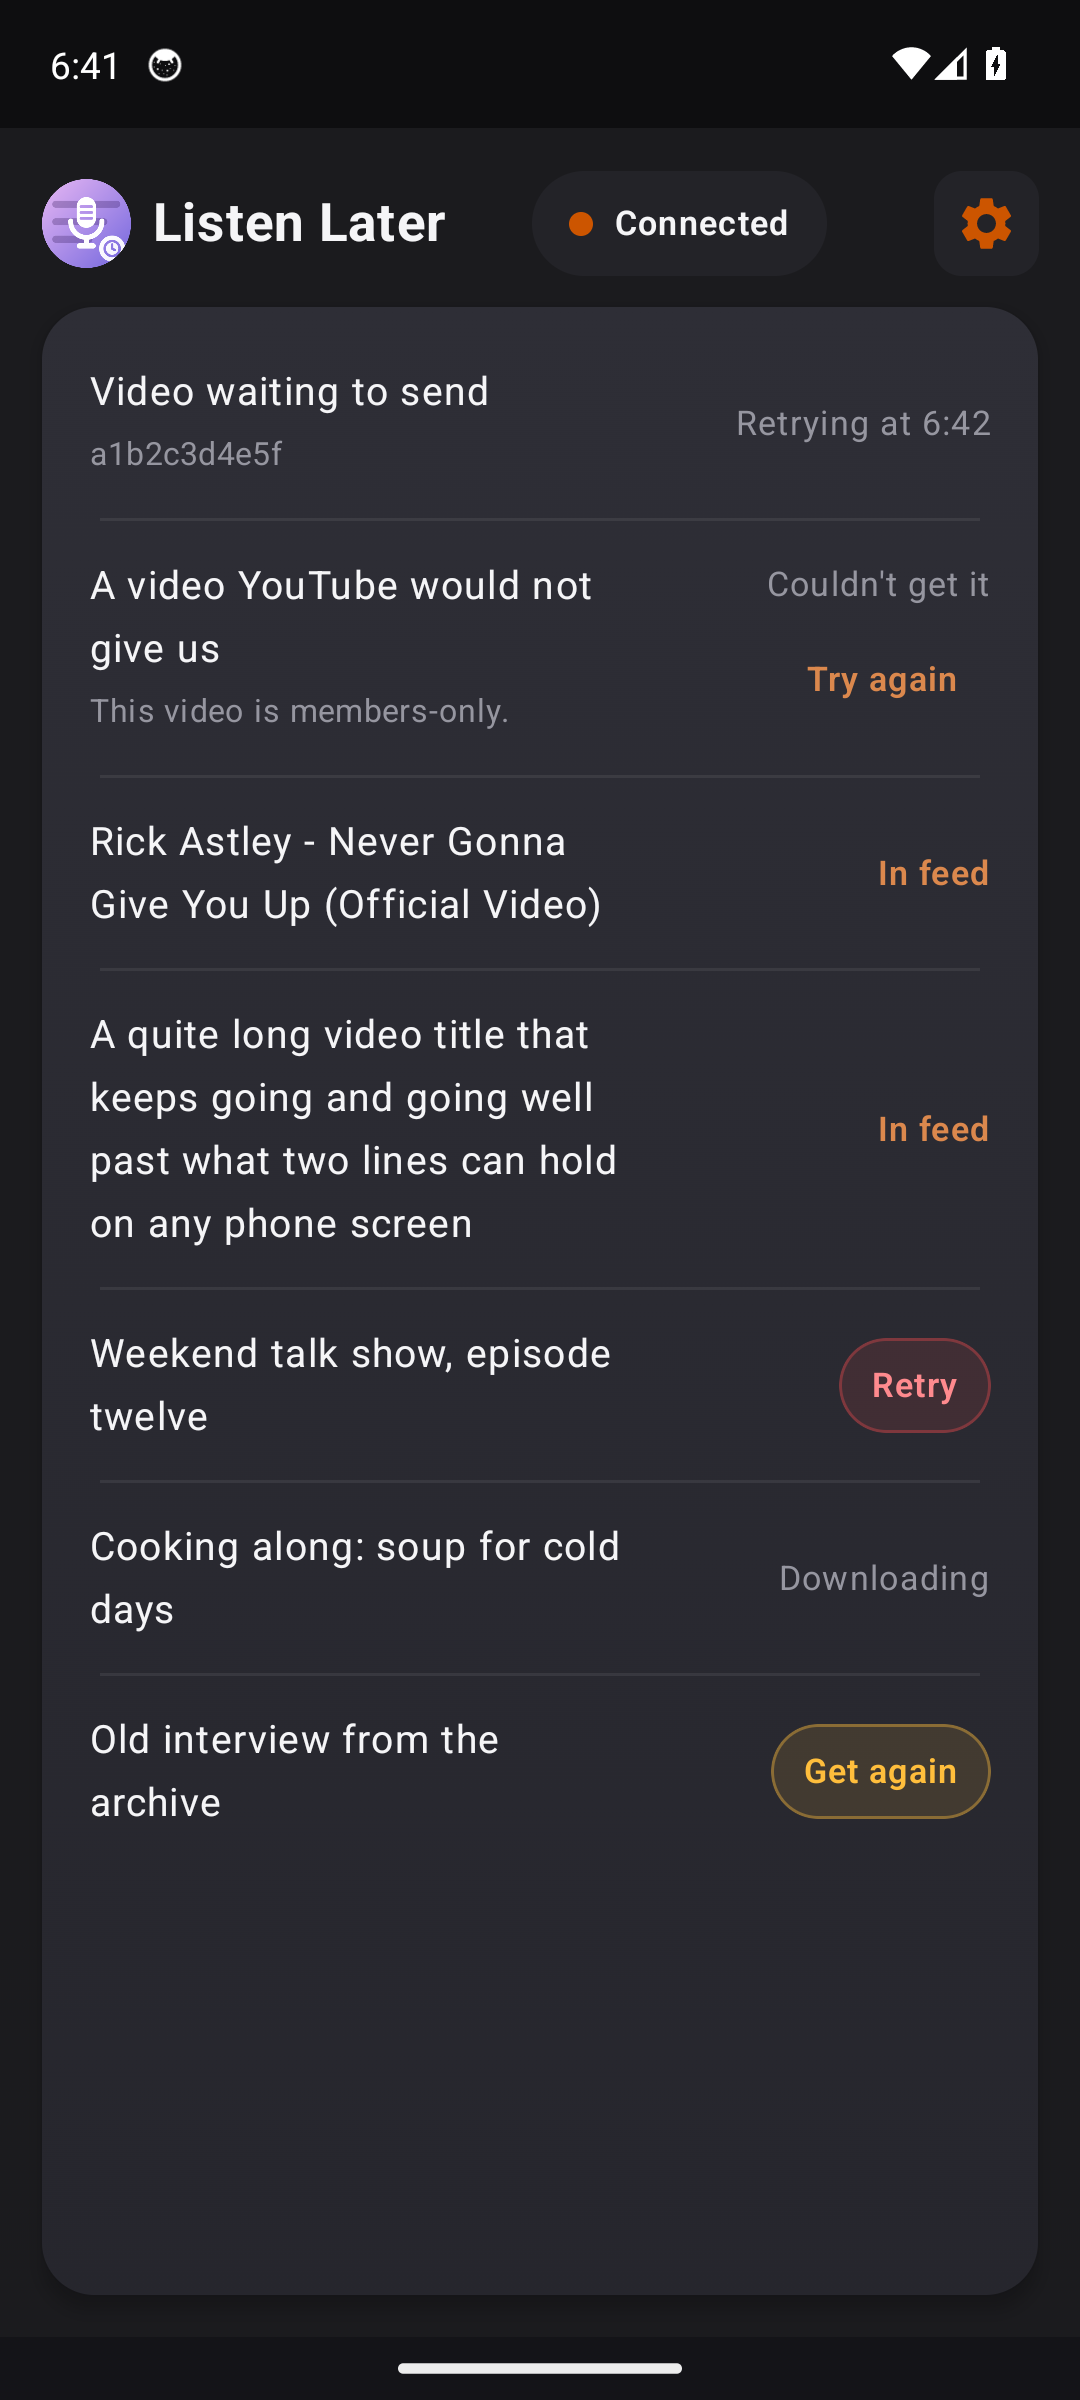 6:41
Listen Later
Connected
Video waiting to send
a1b2c3d4e5f
Retrying at 6:42
A video YouTube would not
give us
This video is members-only.
Couldn't get it
Try again
Rick Astley - Never Gonna
Give You Up (Official Video)
In feed
A quite long video title that
keeps going and going well
past what two lines can hold
on any phone screen
In feed
Weekend talk show, episode
twelve
Retry
Cooking along: soup for cold
days
Downloading
Old interview from the
archive
Get again